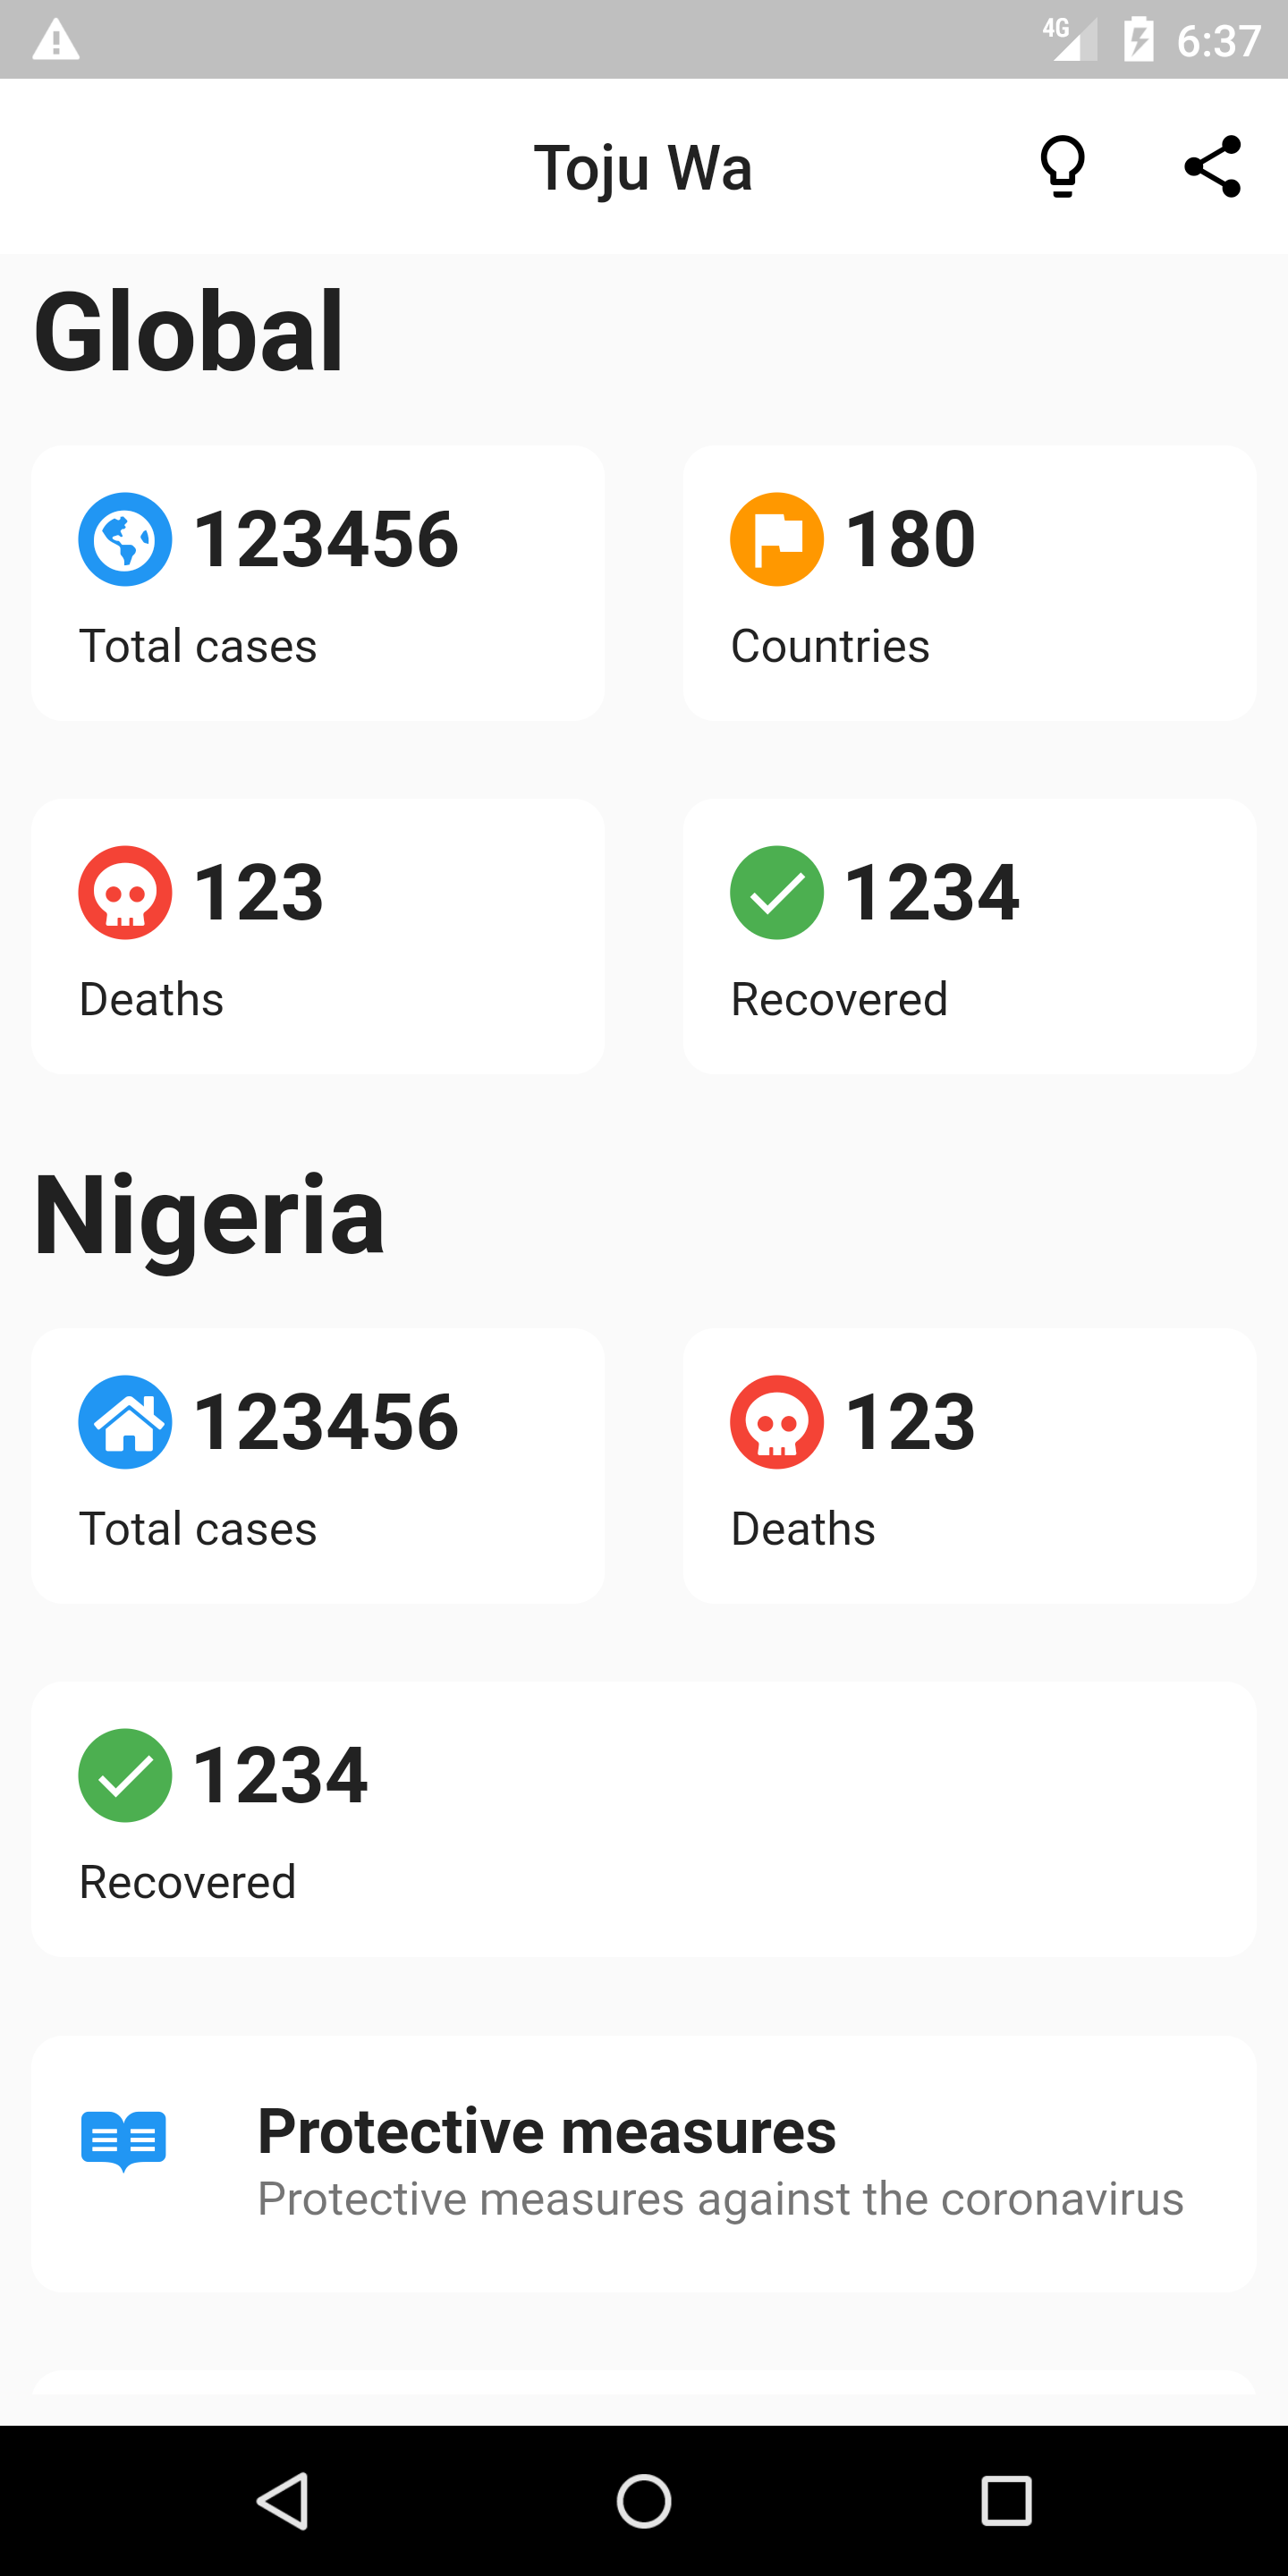 4G 6:37
Toju Wa
Global
123456
Total cases
180
Countries
123
Deaths
1234
Recovered
Nigeria
123456
Total cases
123
Deaths
1234
Recovered
Protective measures
Protective measures against the coronavirus